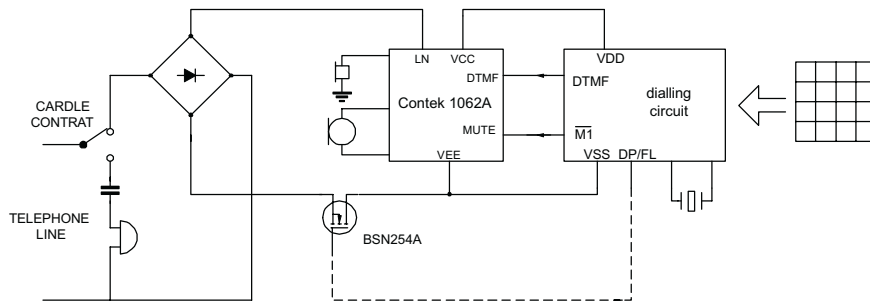 LN
VCC
VDD
DTMF
DTMF
dialling
circuit
CARDLE
CONTRAT
Contek 1062A
MUTE
M1
VEE
VSS DP/FL
TELEPHONE
LINE
BSN254A